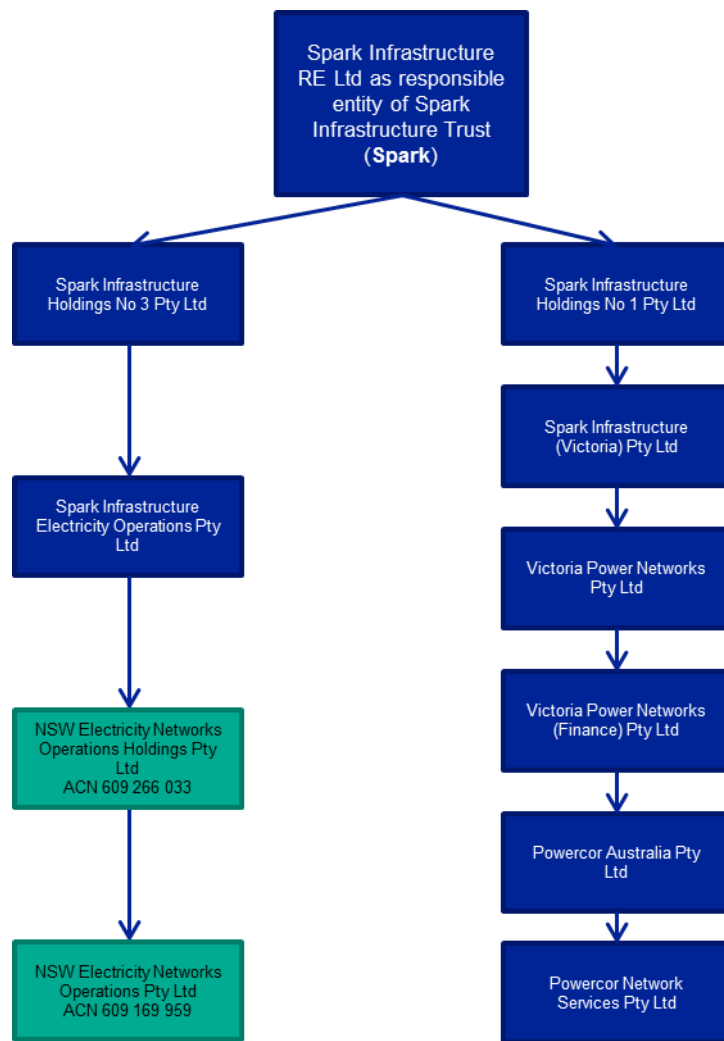 Spark Infrastructure
RE Ltd as responsible
entity of Spark
Infrastructure Trust
(Spark)
Spark Infrastructure
Holdings No 3 Pty Ltd
Spark Infrastructure
Holdings No 1 Pty Ltd
Spark Infrastructure
(Victoria) Pty Ltd
Spark Infrastructure
Electricity Operations Pty
Ltd
Victoria Power Networks
Pty Ltd
Victoria Power Networks
(Finance) Pty Ltd
NSW Electricity Networks
Operations Holdings Pty
Ltd
ACN 609 266 033
Powercor Australia Pty
Ltd
NSW Electricity Networks
Operations Pty Ltd
ACN 609 169 959
Powercor Network
Services Pty Ltd